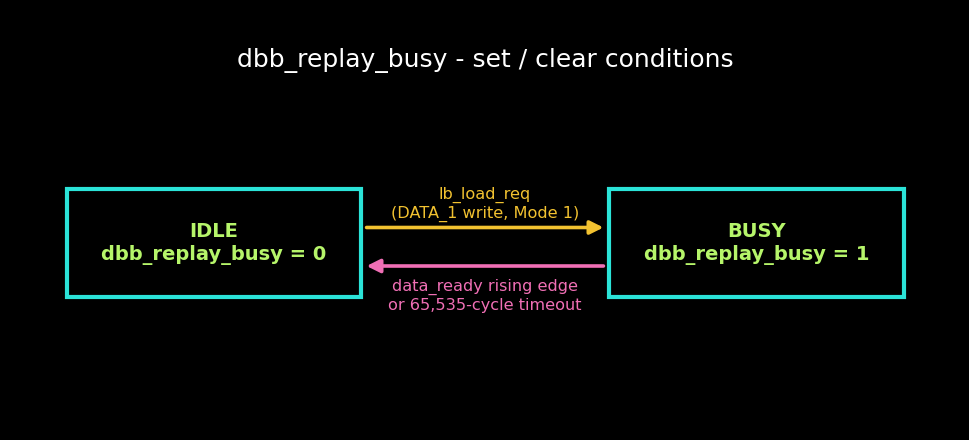 dbb_replay_busy - set / clear conditions
IDLE
dbb_replay_busy = 0
lb_load_req
(DATA_1 write, Mode 1)
data_ready rising edge
or 65,535-cycle timeout
BUSY
dbb_replay_busy = 1